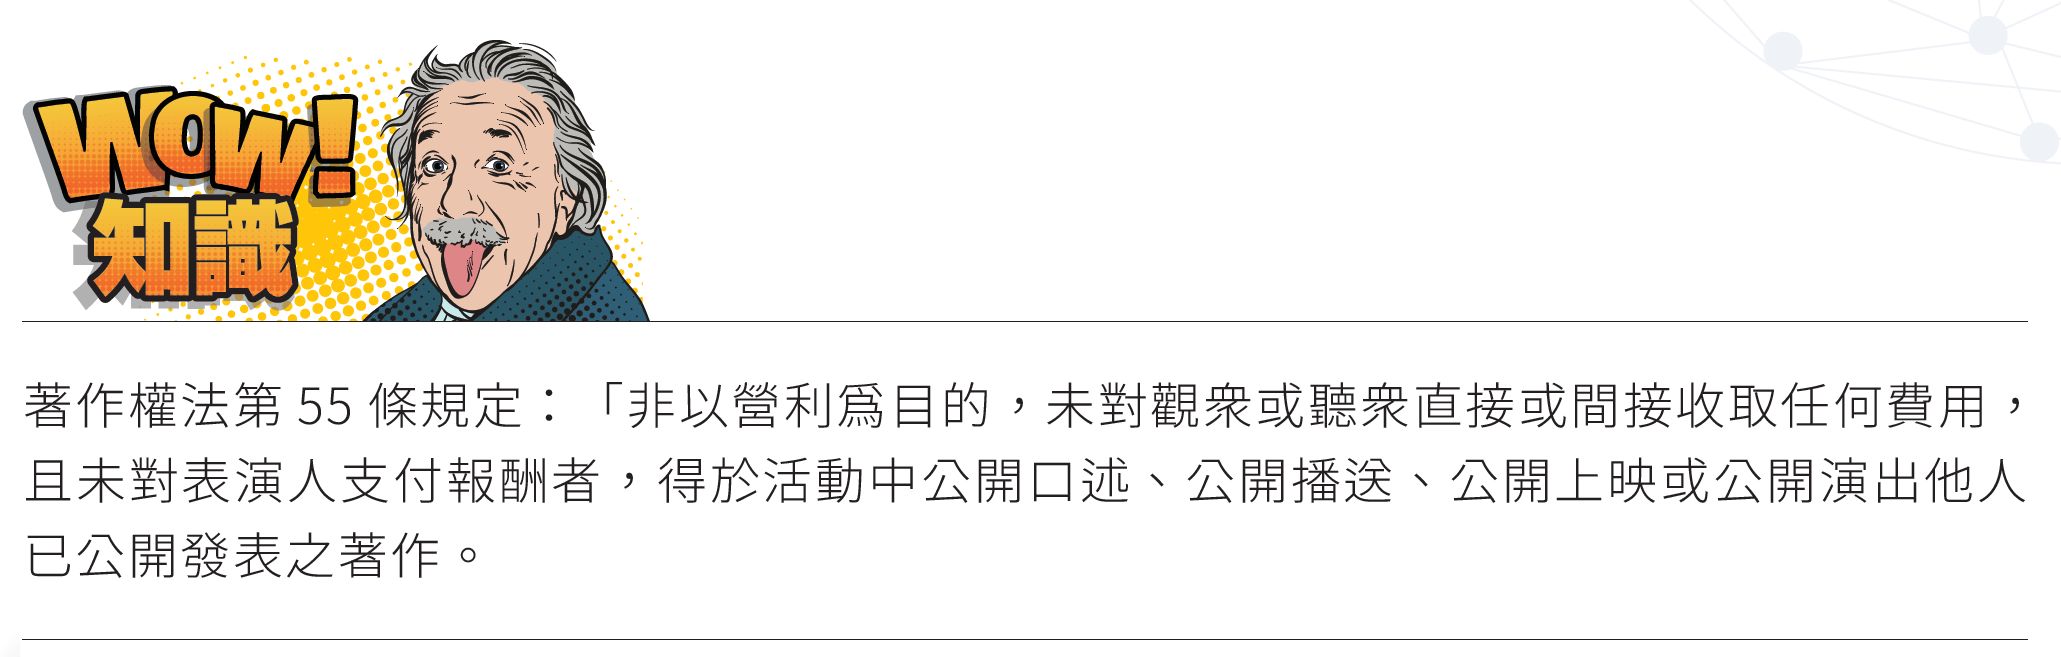 WOW!
知識
著作權法第 55 條規定：「非以營利爲目的，未對觀衆或聽衆直接或間接收取任何費用，
且未對表演人支付報酬者，得於活動中公開口述、公開播送、公開上映或公開演出他人
已公開發表之著作。